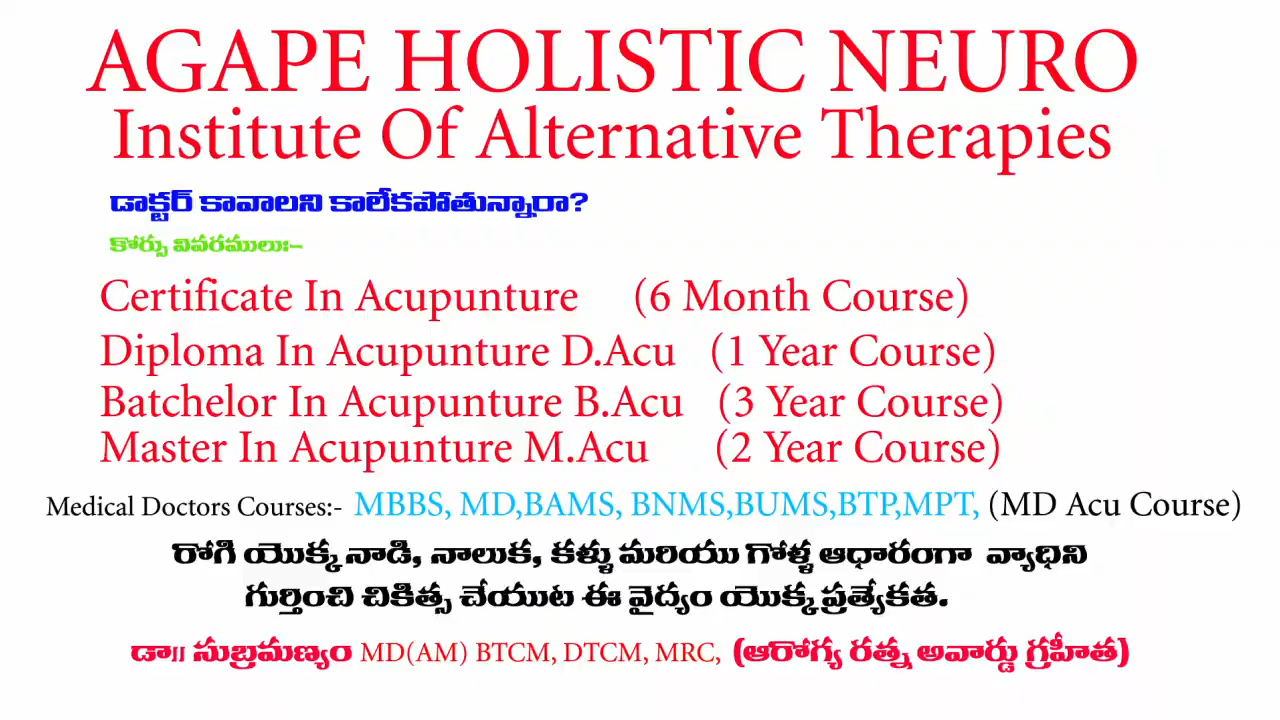 AGAPE HOLISTIC NEURO
Institute Of Alternative Therapies
డాక్టర్ కావాలని కాలేకపోతున్నారా?
కోర్సు వివరములుః-
Certificate In Acupunture (6 Month Course)
Diploma In Acupunture D.Acu (1 Year Course)
Batchelor In Acupunture B.Acu (3 Year Course)
Master In Acupunture M.Acu (2 Year Course)
Medical Doctors Courses:- MBBS, MD,BAMS, BNMS,BUMS,BTP,MPT, (MD Acu Course)
రోగి యొక్క నాడి, నాలుక, కళ్ళు మరియు గోళ్ళ ఆధారంగా వ్యాధిని
గుర్తించి చికిత్స చేయుట ఈ వైద్యం యొక్క ప్రత్యేకత.
డా॥ సుబ్రమణ్యం MD(AM) BTCM, DTCM, MRC, (ఆరోగ్య రత్న అవార్డు గ్రహీత)